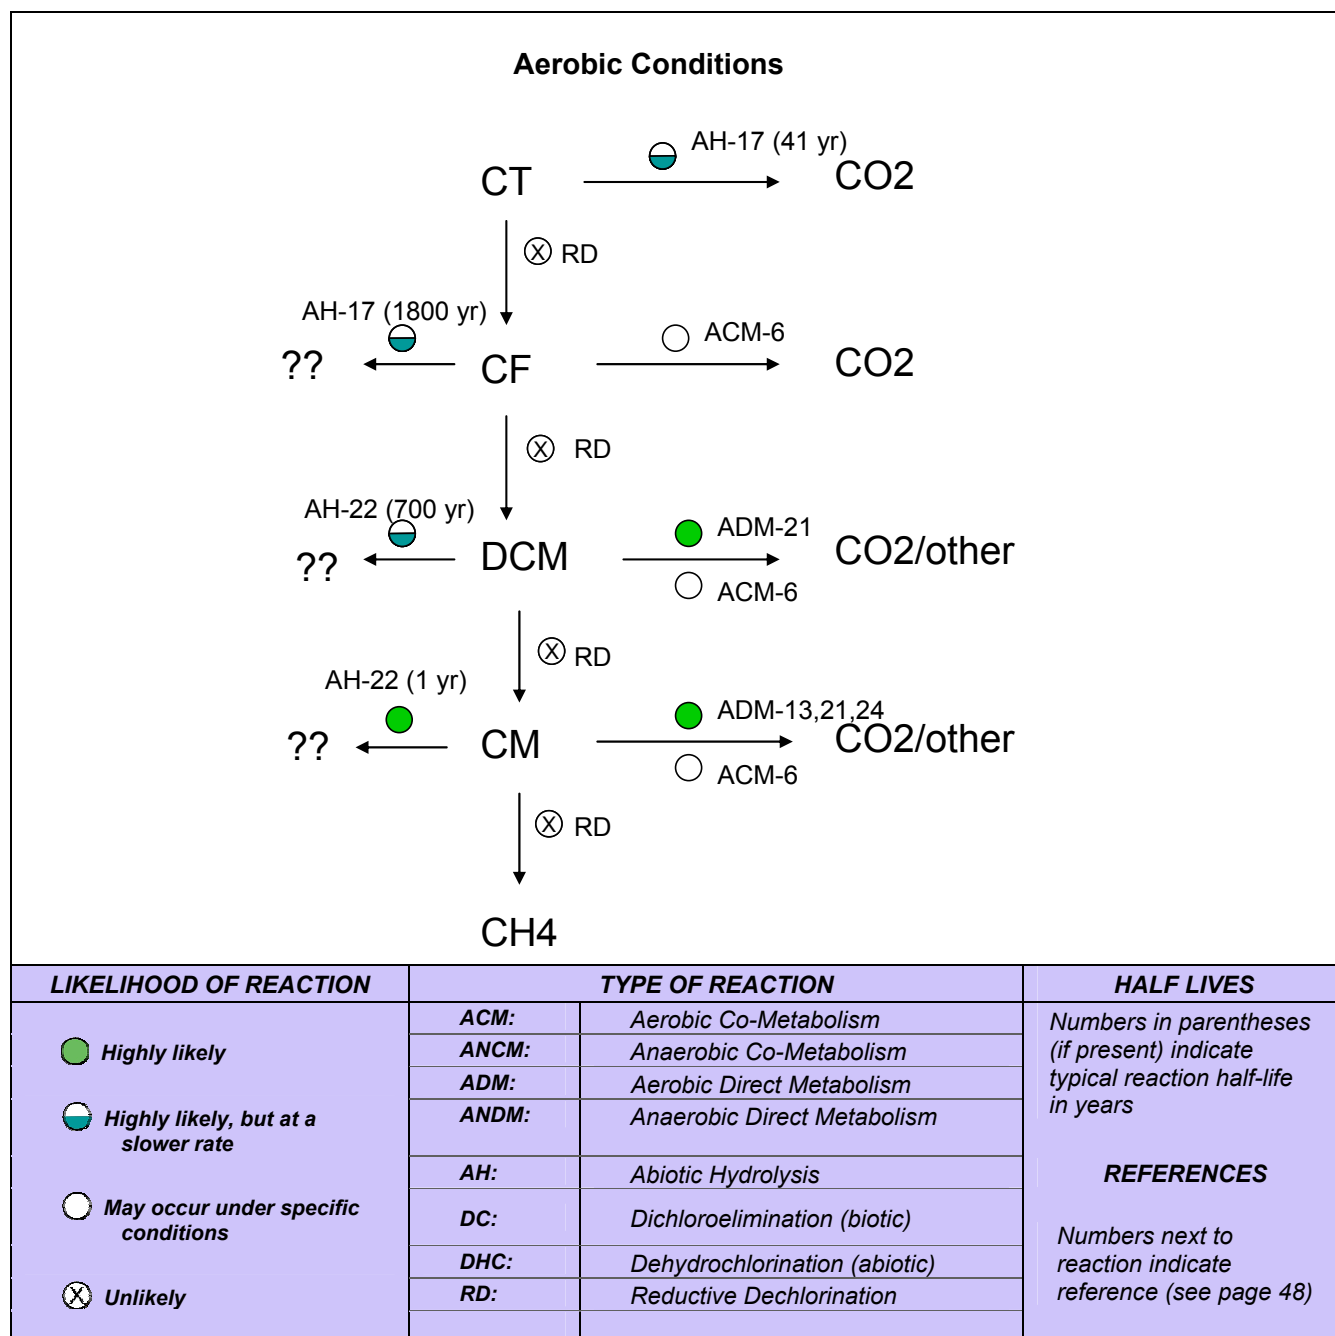 Aerobic Conditions
AH-17 (41 yr)
CT
CO2
X RD
AH-17 (1800 yr)
ACM-6
??
CF
CO2
X RD
AH-22 (700 yr)
ADM-21
??
DCM
CO2/other
ACM-6
X RD
AH-22 (1 yr)
ADM-13,21,24
??
CM
CO2/other
ACM-6
X RD
CH4
LIKELIHOOD OF REACTION
Highly likely
Highly likely, but at a
slower rate
May occur under specific
conditions
X Unlikely
TYPE OF REACTION
ACM: Aerobic Co-Metabolism
ANCM: Anaerobic Co-Metabolism
ADM: Aerobic Direct Metabolism
ANDM: Anaerobic Direct Metabolism
AH: Abiotic Hydrolysis
DC: Dichloroelimination (biotic)
DHC: Dehydrochlorination (abiotic)
RD: Reductive Dechlorination
HALF LIVES
Numbers in parentheses
(if present) indicate
typical reaction half-life
in years
REFERENCES
Numbers next to
reaction indicate
reference (see page 48)